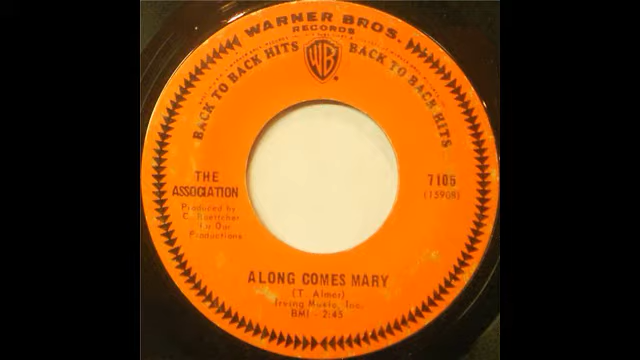 WARNER BROS.
RECORDS
WB
BACK TO BACK HITS
BACK TO BACK HITS
THE
ASSOCIATION
Produced by
C. Boettcher
Productions
7105
(15908)
ALONG COMES MARY
(T. Almer)
Irving Music, Inc.
BMI - 2:45